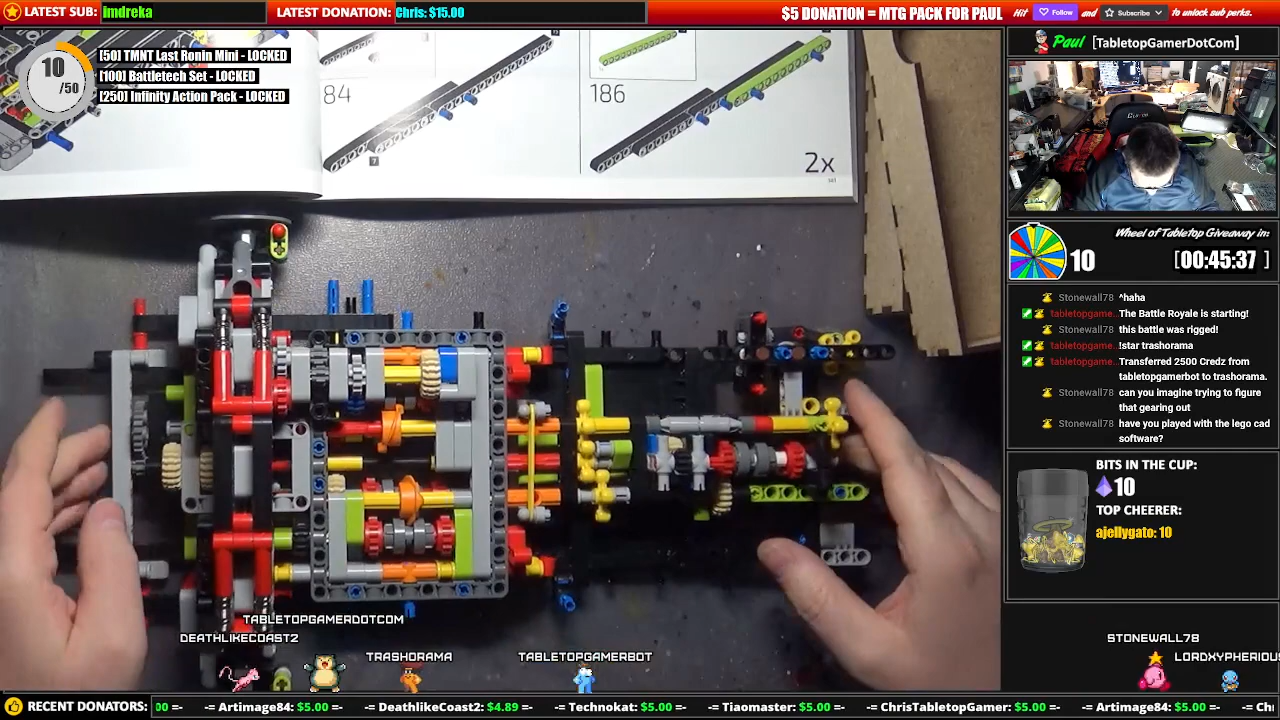 LATEST SUB: imdreka
LATEST DONATION: Chris: $15.00
$5 DONATION = MTG PACK FOR PAUL
Hit Follow and Subscribe to unlock sub perks.
10
/50
[50] TMNT Last Ronin Mini - LOCKED
[100] Battletech Set - LOCKED
[250] Infinity Action Pack - LOCKED
84
7
186
2x
Paul [TabletopGamerDotCom]
10
Wheel of Tabletop Giveaway in:
[00:45:37 ]
Stonewall78 ^haha
tabletopgame... The Battle Royale is starting!
Stonewall78 this battle was rigged!
tabletopgame... !star trashorama
tabletopgame... Transferred 2500 Credz from
tabletopgamerbot to trashorama.
Stonewall78 can you imagine trying to figure
that gearing out
Stonewall78 have you played with the lego cad
software?
BITS IN THE CUP:
10
TOP CHEERER:
ajellygato: 10
TABLETOPGAMERDOTCOM
DEATHLIKECOAST2
TRASHORAMA
TABLETOPGAMERBOT
STONEWALL78
LORDXYPHERIOUS
RECENT DONATORS: 00 =- -= Artimage84: $5.00 =- -= DeathlikeCoast2: $4.89 =- -= Technokat: $5.00 =- -= Tiaomaster: $5.00 =- -= ChrisTabletopGamer: $5.00 =- -= Artimage84: $5.00 =- -= Chr